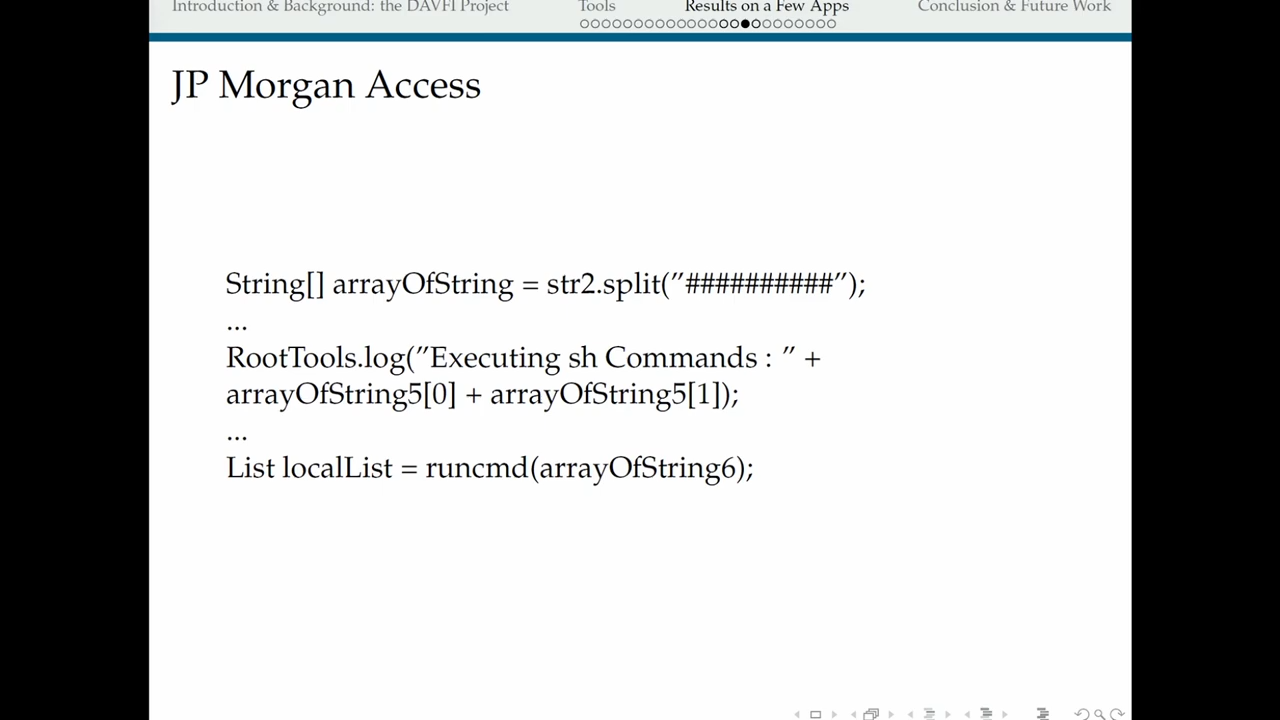 Introduction & Background: the DAVFI Project Tools Results on a Few Apps Conclusion & Future Work
JP Morgan Access
String[] arrayOfString = str2.split(”##########”);
...
RootTools.log(”Executing sh Commands : ” +
arrayOfString5[0] + arrayOfString5[1]);
...
List localList = runcmd(arrayOfString6);